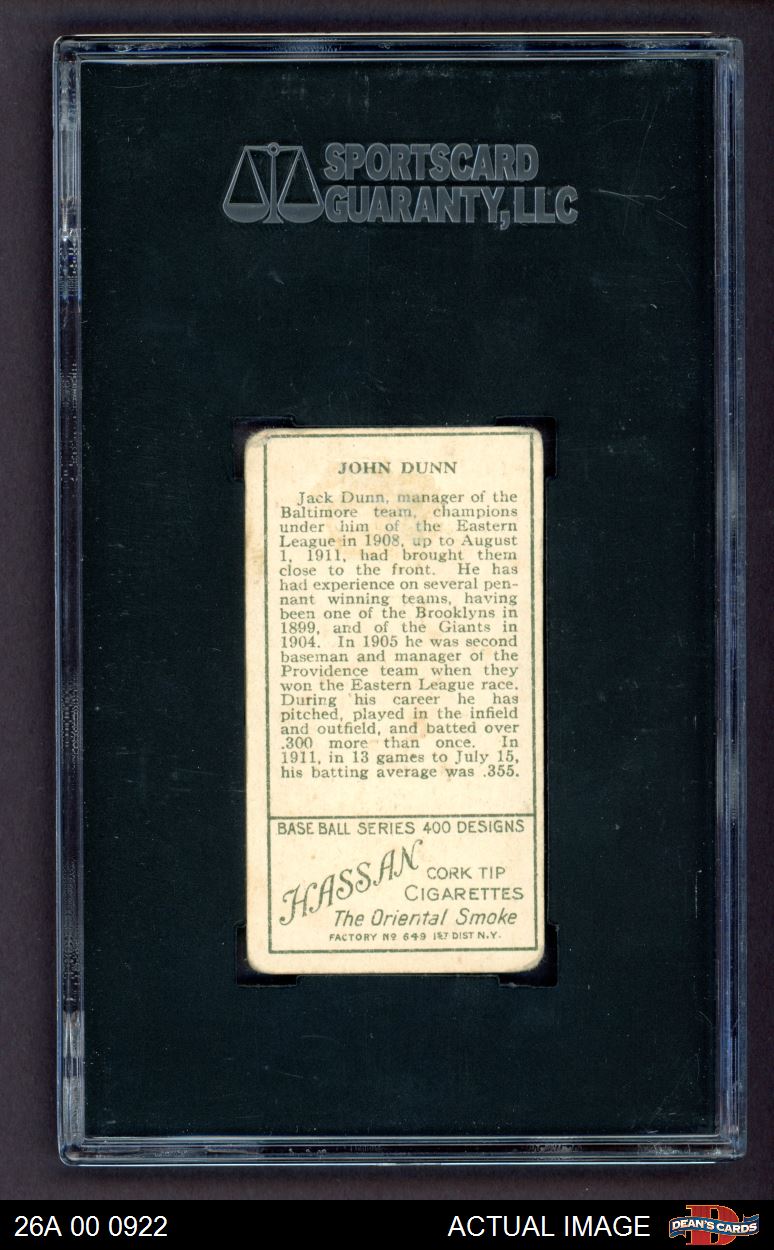 SPORTSCARD
GUARANTY, LLC
JOHN DUNN
Jack Dunn, manager of the
Baltimore team, champions
under him of the Eastern
League in 1908, up to August
1, 1911, had brought them
close to the front. He has
had experience on several pen-
nant winning teams, having
been one of the Brooklyns in
1899, and of the Giants in
1904. In 1905 he was second
baseman and manager of the
Providence team when they
won the Eastern League race.
During his career he has
pitched, played in the infield
and outfield, and batted over
.300 more than once. In
1911, in 13 games to July 15,
his batting average was .355.
BASE BALL SERIES 400 DESIGNS
HASSAN
CORK TIP
CIGARETTES
The Oriental Smoke
FACTORY No 649 1ST DIST N.Y.
26A 00 0922 ACTUAL IMAGE DEAN'S CARDS